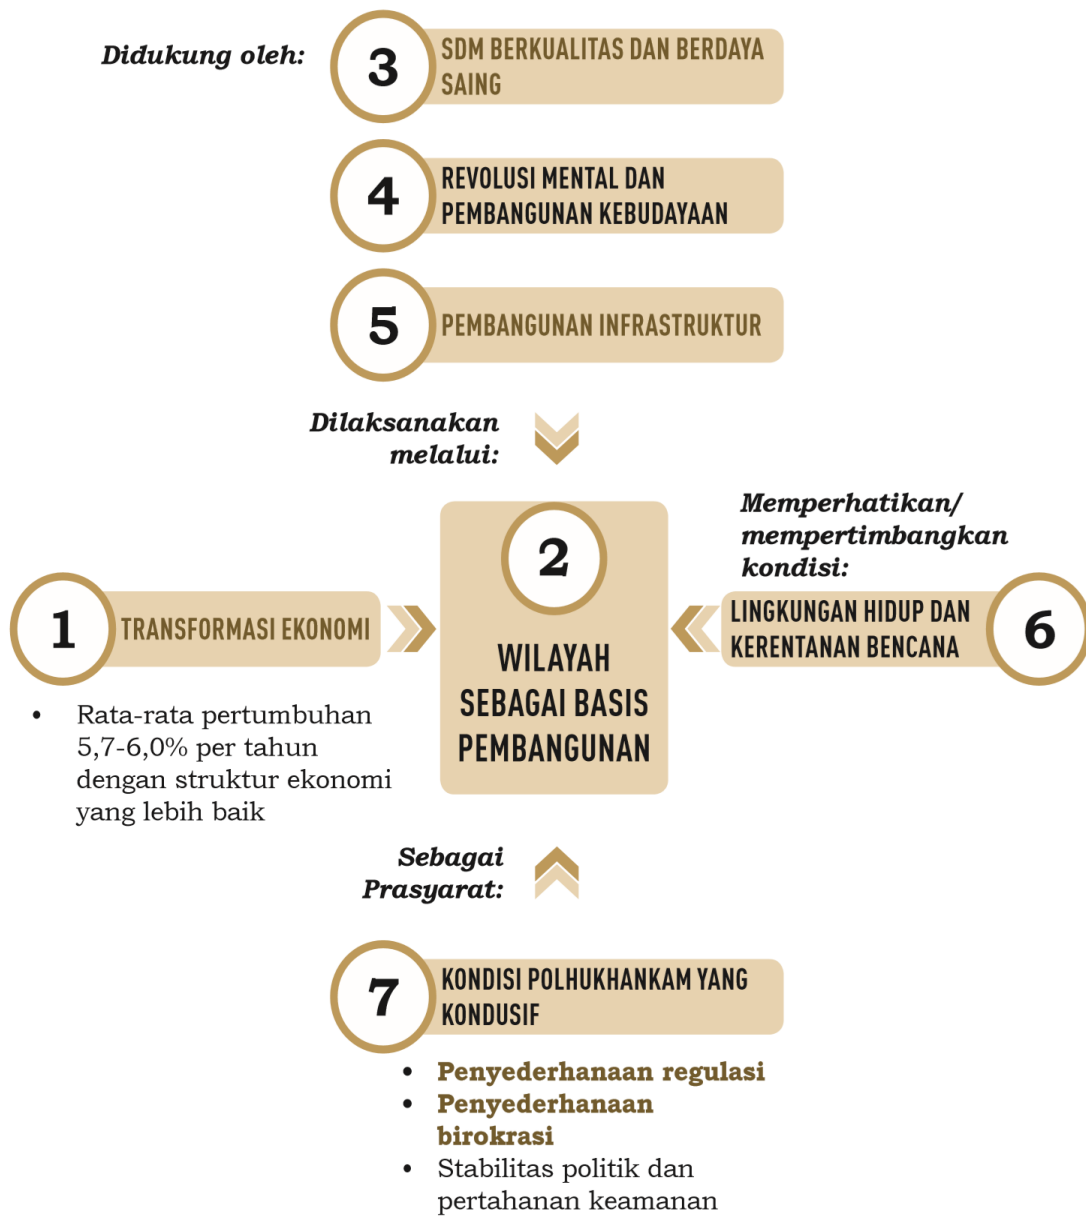 Didukung oleh:
3
SDM BERKUALITAS DAN BERDAYA
SAING
4
REVOLUSI MENTAL DAN
PEMBANGUNAN KEBUDAYAAN
5
PEMBANGUNAN INFRASTRUKTUR
Dilaksanakan
melalui:
1
TRANSFORMASI EKONOMI
• Rata-rata pertumbuhan
5,7-6,0% per tahun
dengan struktur ekonomi
yang lebih baik
2
WILAYAH
SEBAGAI BASIS
PEMBANGUNAN
Memperhatikan/
mempertimbangkan
kondisi:
LINGKUNGAN HIDUP DAN
KERENTANAN BENCANA
6
Sebagai
Prasyarat:
7
KONDISI POLHUKHANKAM YANG
KONDUSIF
• Penyederhanaan regulasi
• Penyederhanaan
birokrasi
• Stabilitas politik dan
pertahanan keamanan